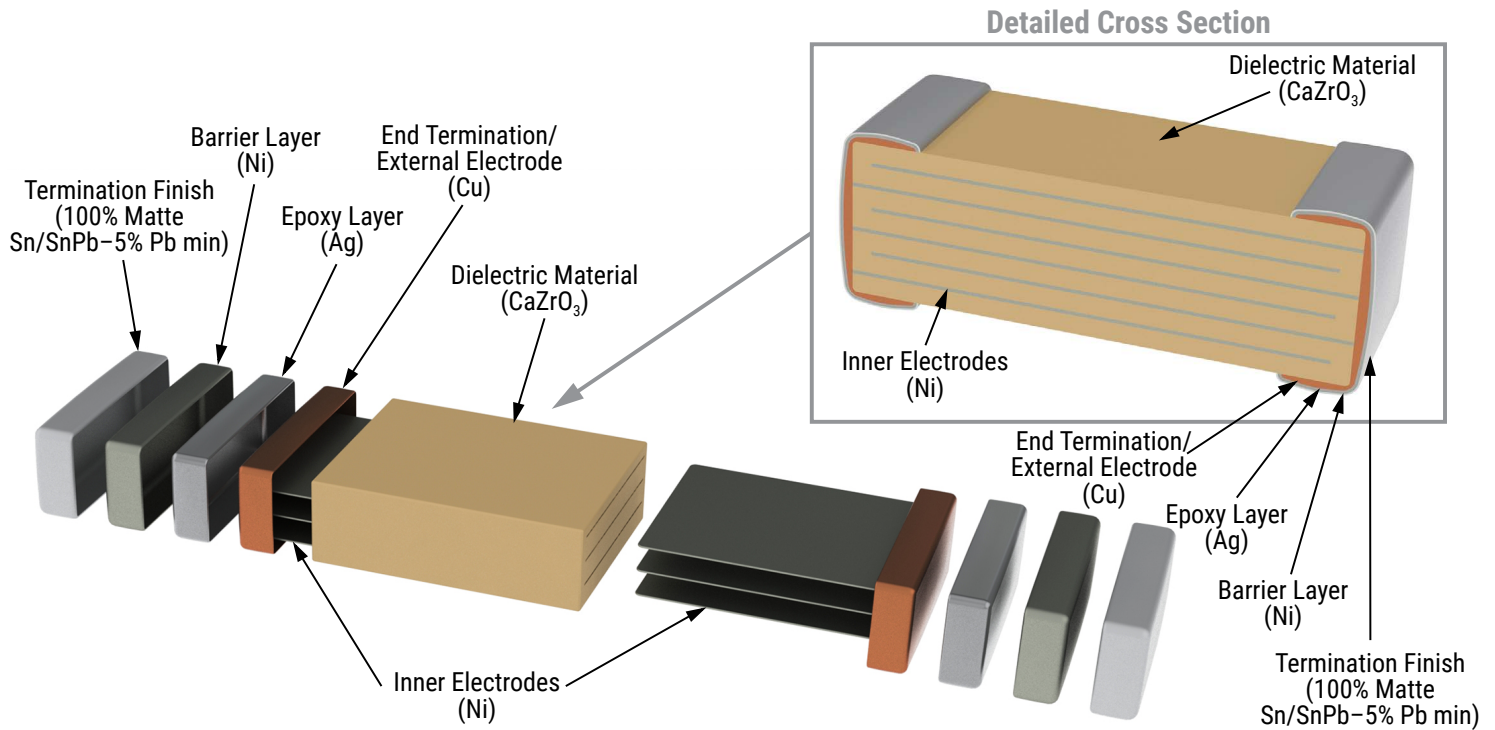 Detailed Cross Section
Dielectric Material
(CaZrO₃)
Inner Electrodes
(Ni)
Barrier Layer
(Ni)
End Termination/
External Electrode
(Cu)
Termination Finish
(100% Matte
Sn/SnPb–5% Pb min)
Epoxy Layer
(Ag)
Dielectric Material
(CaZrO₃)
End Termination/
External Electrode
(Cu)
Epoxy Layer
(Ag)
Barrier Layer
(Ni)
Termination Finish
(100% Matte
Sn/SnPb–5% Pb min)
Inner Electrodes
(Ni)